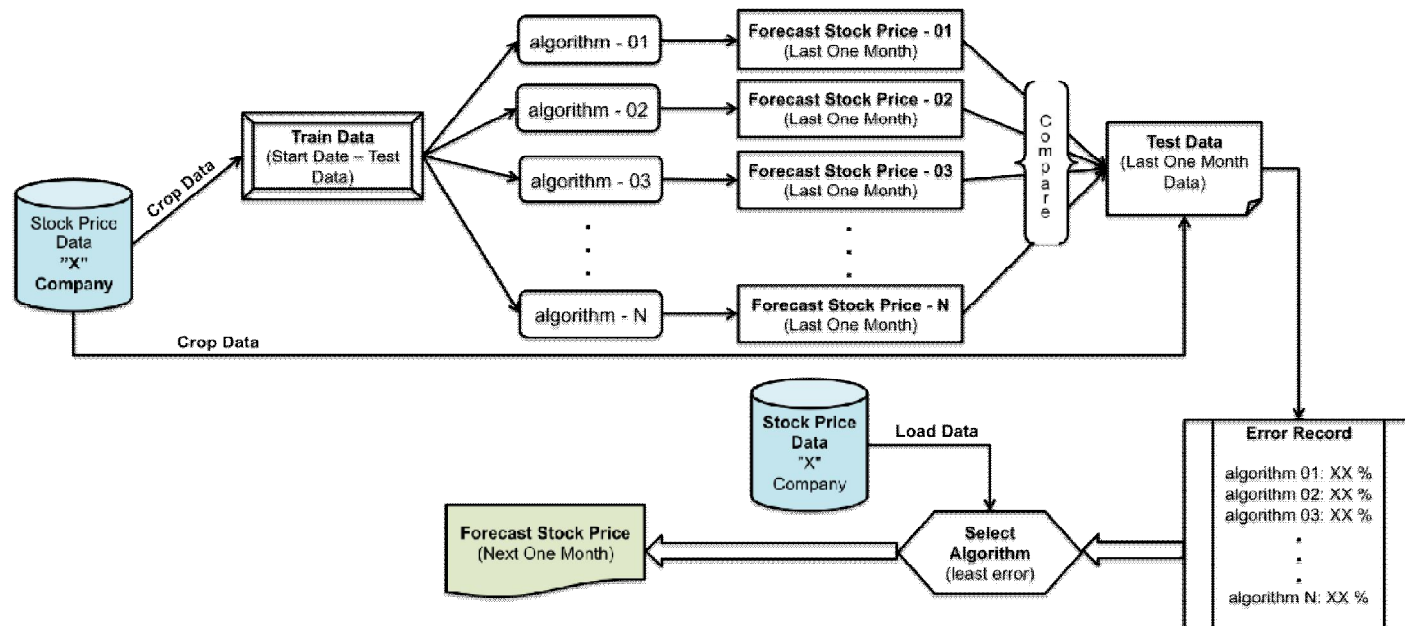 Stock Price
Data
"X"
Company
Crop Data
Train Data
(Start Date – Test
Data)
algorithm - 01
algorithm - 02
algorithm - 03
.
.
.
algorithm - N
Forecast Stock Price - 01
(Last One Month)
Forecast Stock Price - 02
(Last One Month)
Forecast Stock Price - 03
(Last One Month)
.
.
.
Forecast Stock Price - N
(Last One Month)
Compare
Test Data
(Last One Month
Data)
Crop Data
Stock Price
Data
"X"
Company
Load Data
Error Record
algorithm 01: XX %
algorithm 02: XX %
algorithm 03: XX %
.
.
.
algorithm N: XX %
Select
Algorithm
(least error)
Forecast Stock Price
(Next One Month)